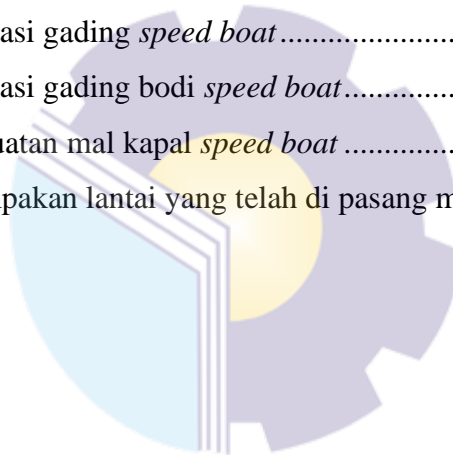 asi gading speed boat....................
asi gading bodi speed boat...............
uatan mal kapal speed boat ...............
pakan lantai yang telah di pasang m